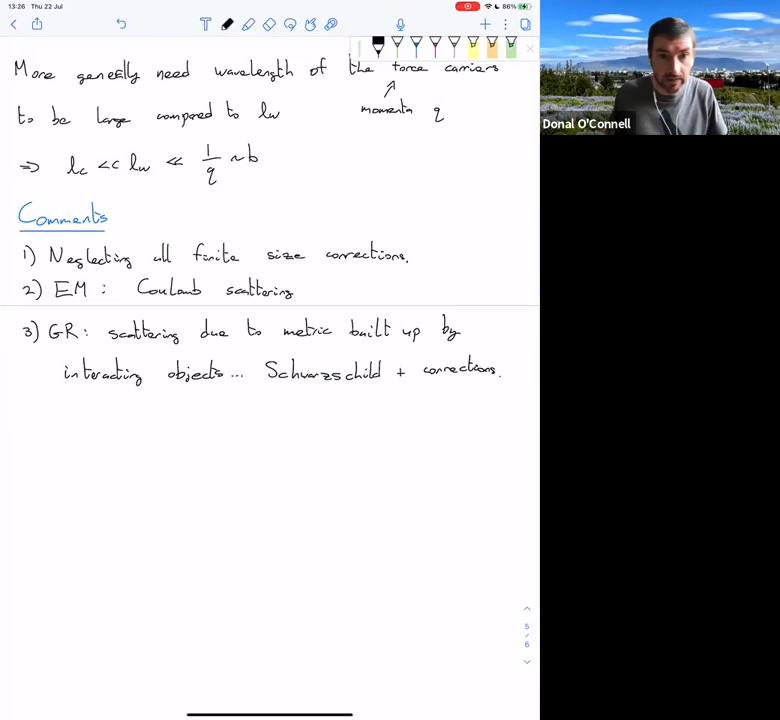 13:26 Thu 22 Jul
86%
More generally need wavelength of the force carriers
to be large compared to lw
momenta q
⇒ lc << lw << 1/q ~ b
Comments
1) Neglecting all finite size corrections.
2) EM : Coulomb scattering
3) GR : scattering due to metric built up by
interacting objects... Schwarzschild + corrections.
5
/
6
Donal O'Connell